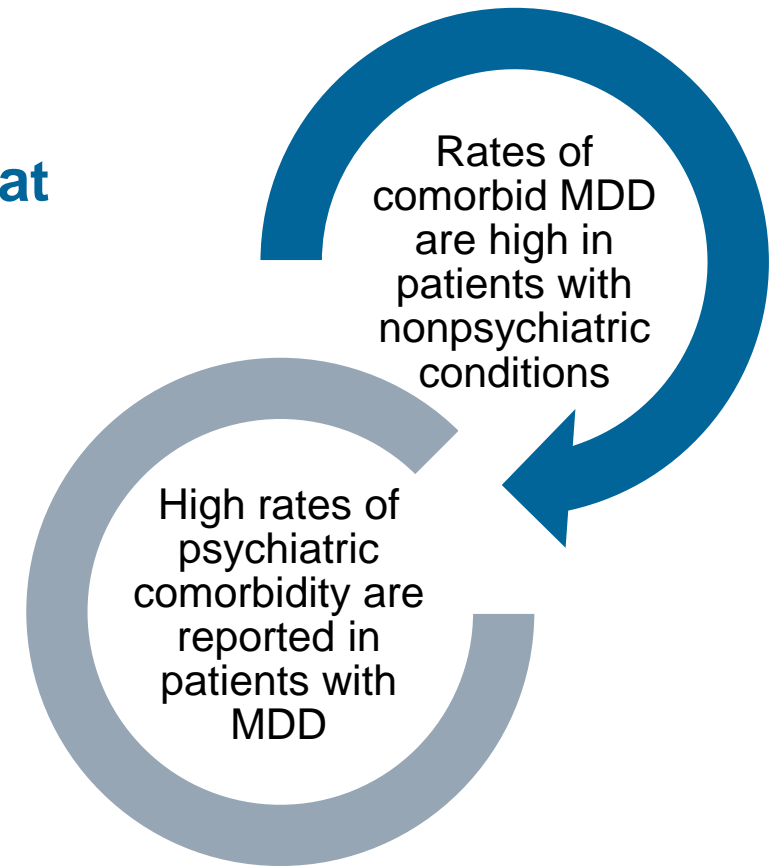 at
Rates of
comorbid MDD
are high in
patients with
nonpsychiatric
conditions
High rates of
psychiatric
comorbidity are
reported in
patients with
MDD